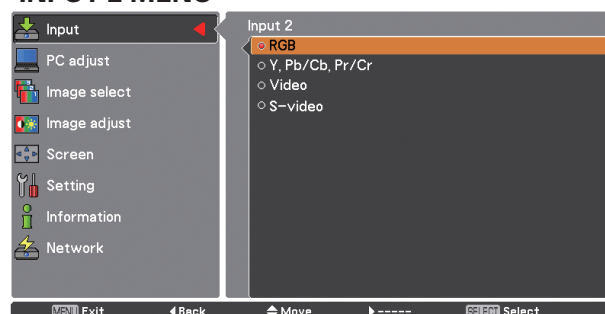 INPUT 2 MENU
Input
PC adjust
Image select
Image adjust
Screen
Setting
Information
Network
Input 2
RGB
Y, Pb/Cb, Pr/Cr
Video
S-video
MENU Exit
Back
Move
-----
SELECT Select